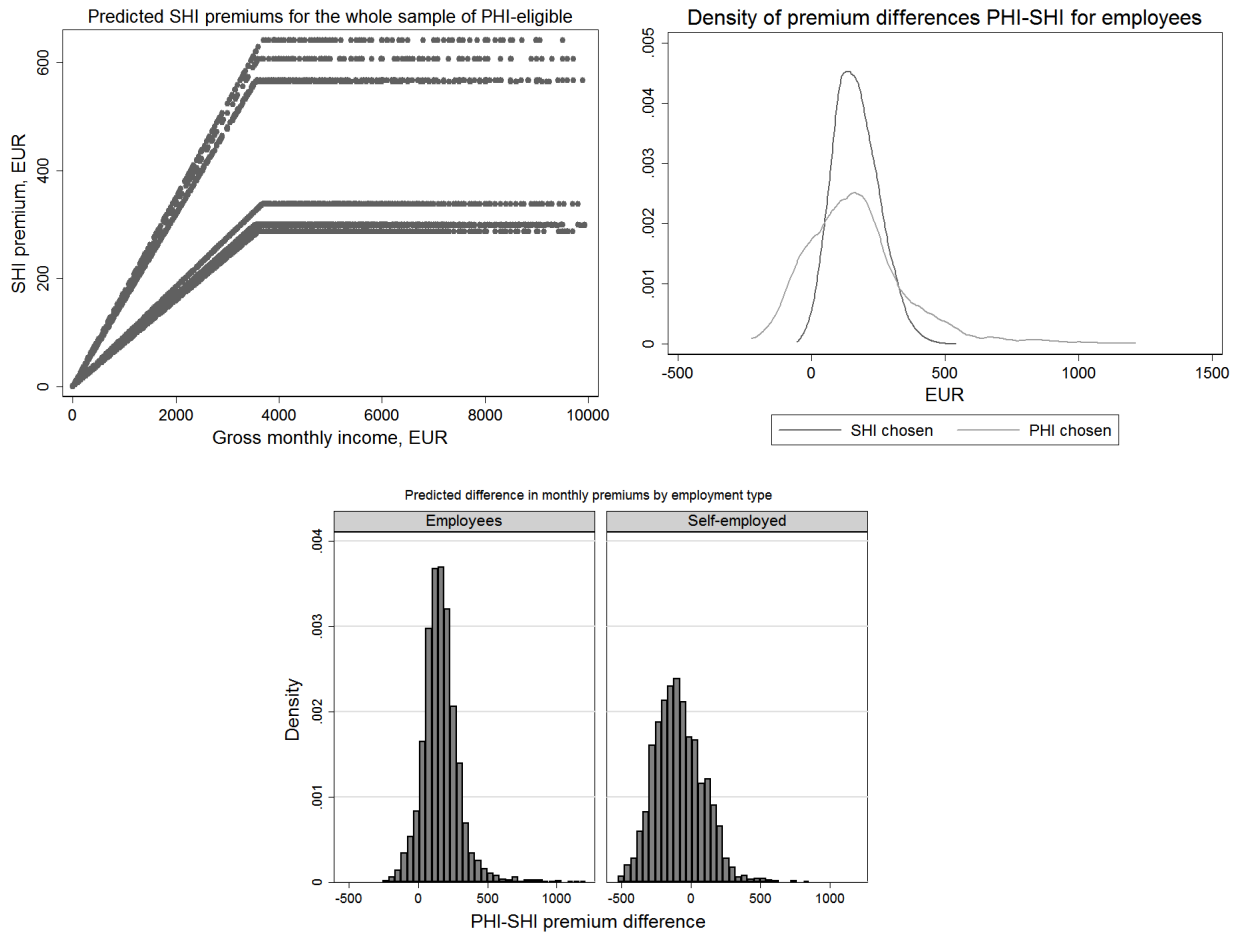 Predicted SHI premiums for the whole sample of PHI-eligible
SHI premium, EUR
600
400
200
0
0 2000 4000 6000 8000 10000
Gross monthly income, EUR
Density of premium differences PHI-SHI for employees
.005
.004
.003
.002
.001
0
-500 0 500 1000 1500
EUR
SHI chosen PHI chosen
Predicted difference in monthly premiums by employment type
Employees Self-employed
Density
.004
.003
.002
.001
0
-500 0 500 1000 -500 0 500 1000
PHI-SHI premium difference